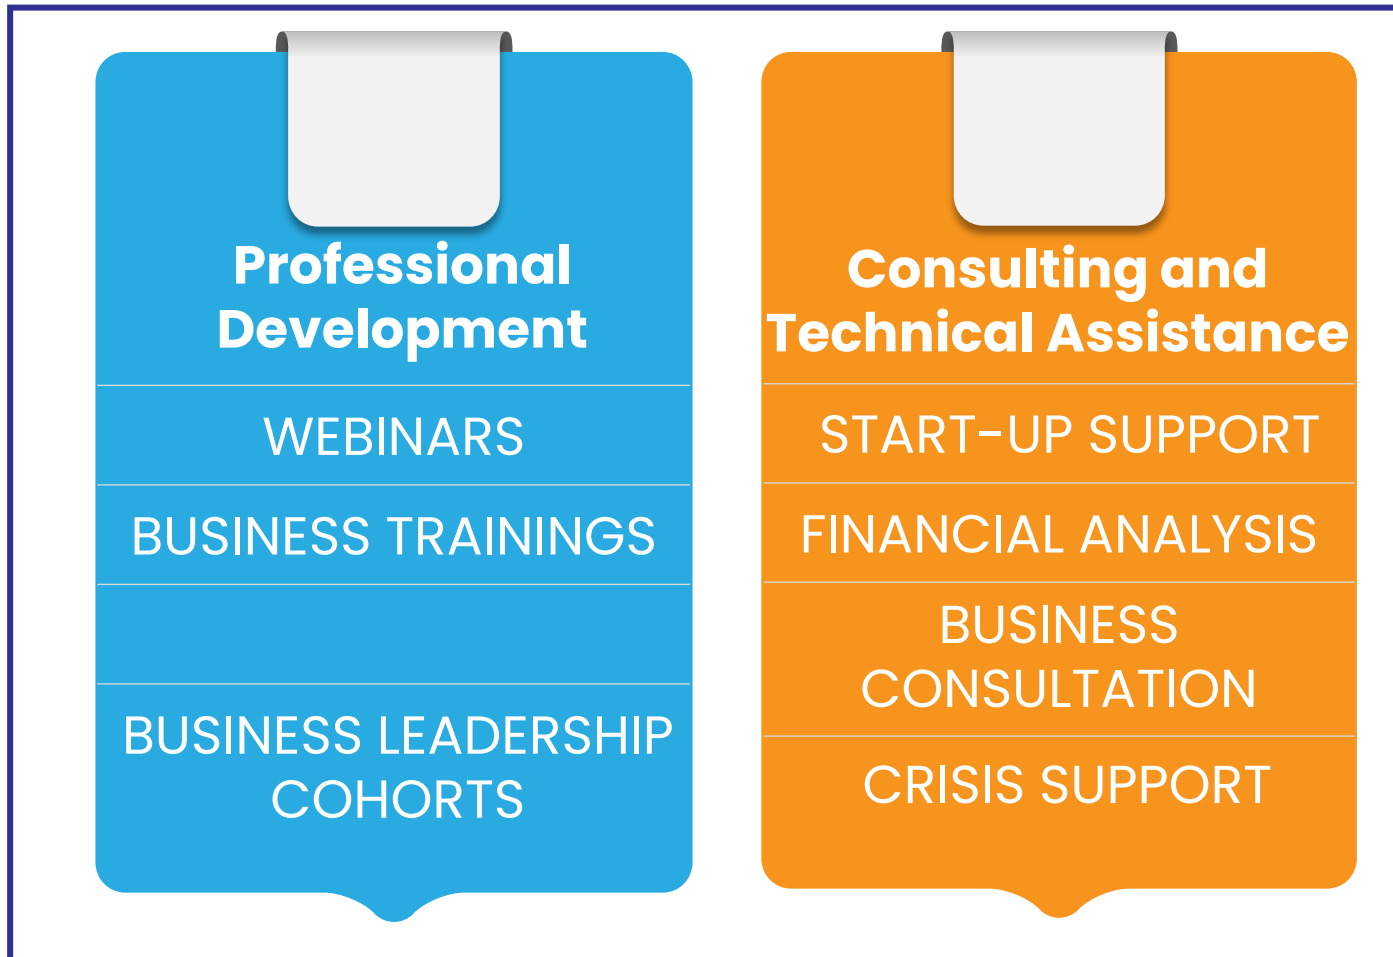 Professional
Development
WEBINARS
BUSINESS TRAININGS
BUSINESS LEADERSHIP
COHORTS
Consulting and
Technical Assistance
START-UP SUPPORT
FINANCIAL ANALYSIS
BUSINESS
CONSULTATION
CRISIS SUPPORT